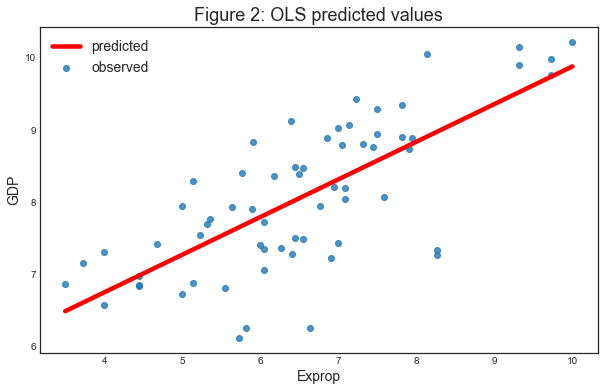 Figure 2: OLS predicted values
predicted
observed
10
9
8
7
6
GDP
4 5 6 7 8 9 10
Exprop